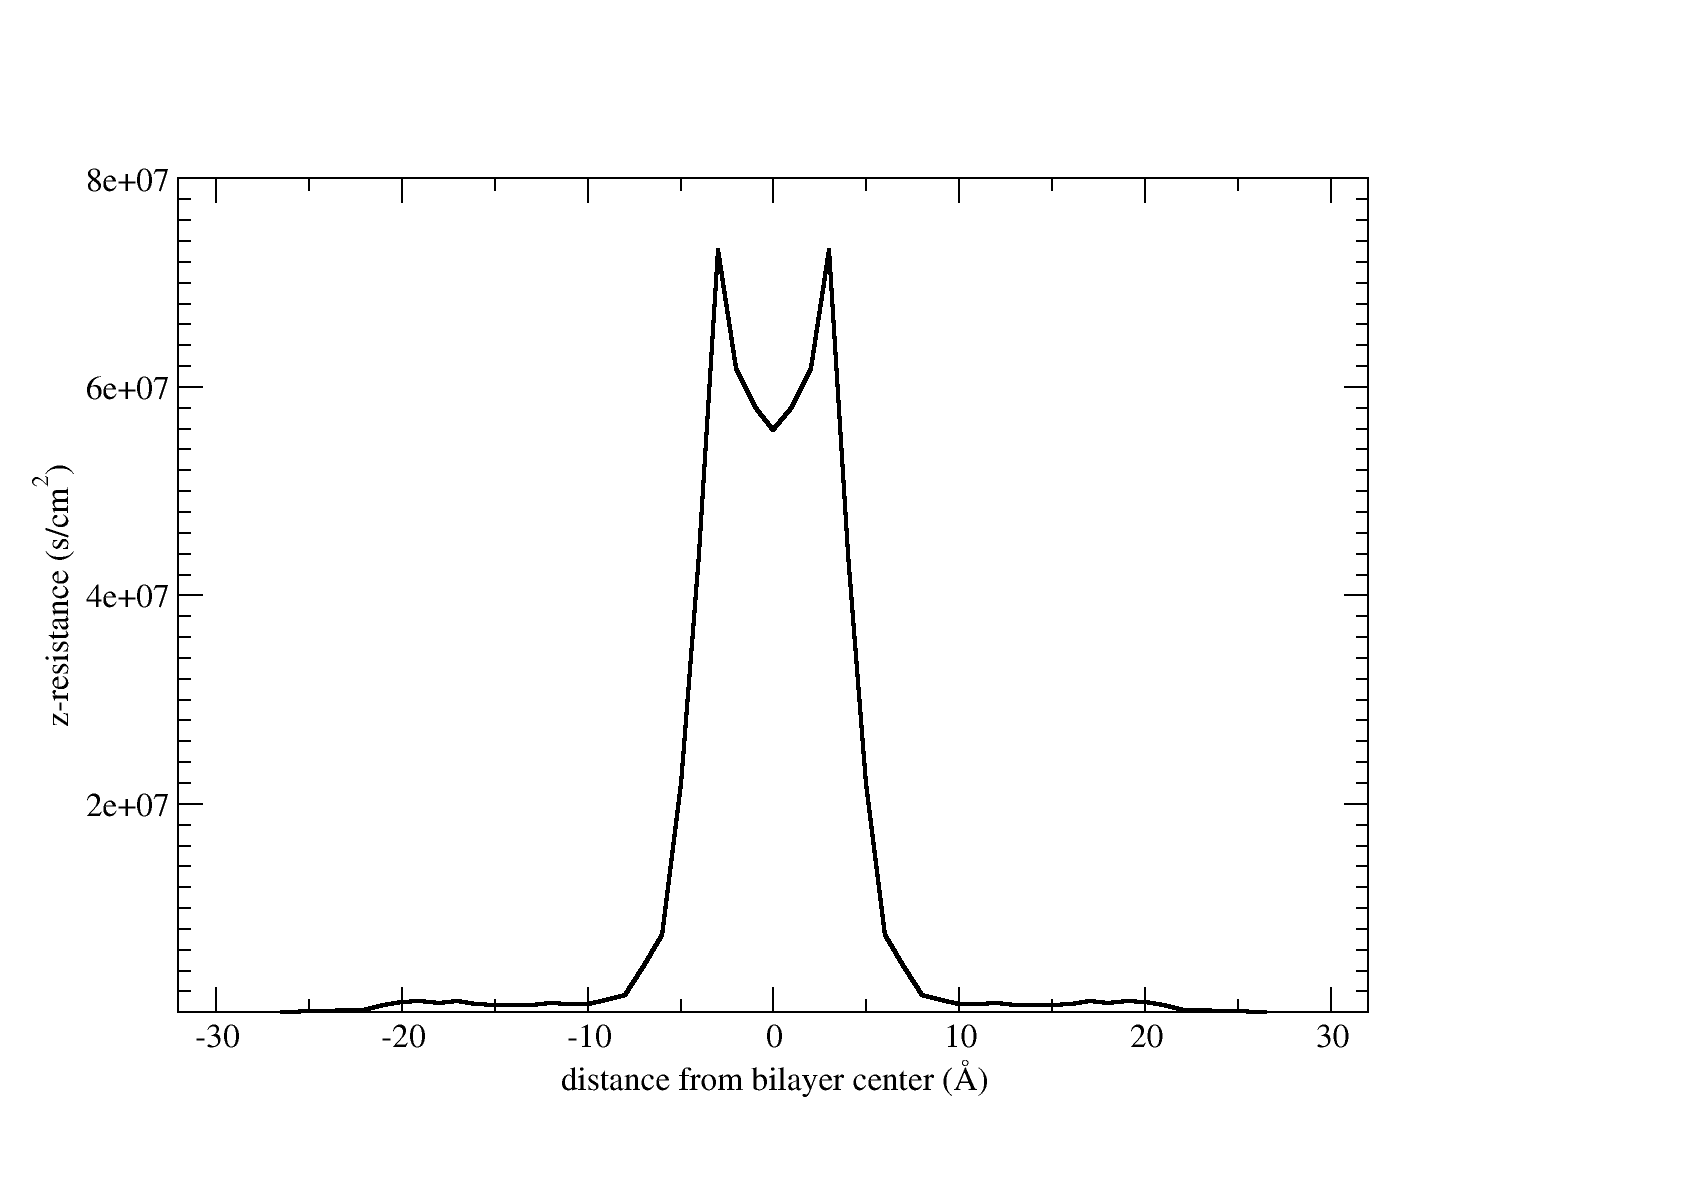 8e+07
6e+07
4e+07
2e+07
z-resistance (s/cm²)
-30 -20 -10 0 10 20 30
distance from bilayer center (Å)